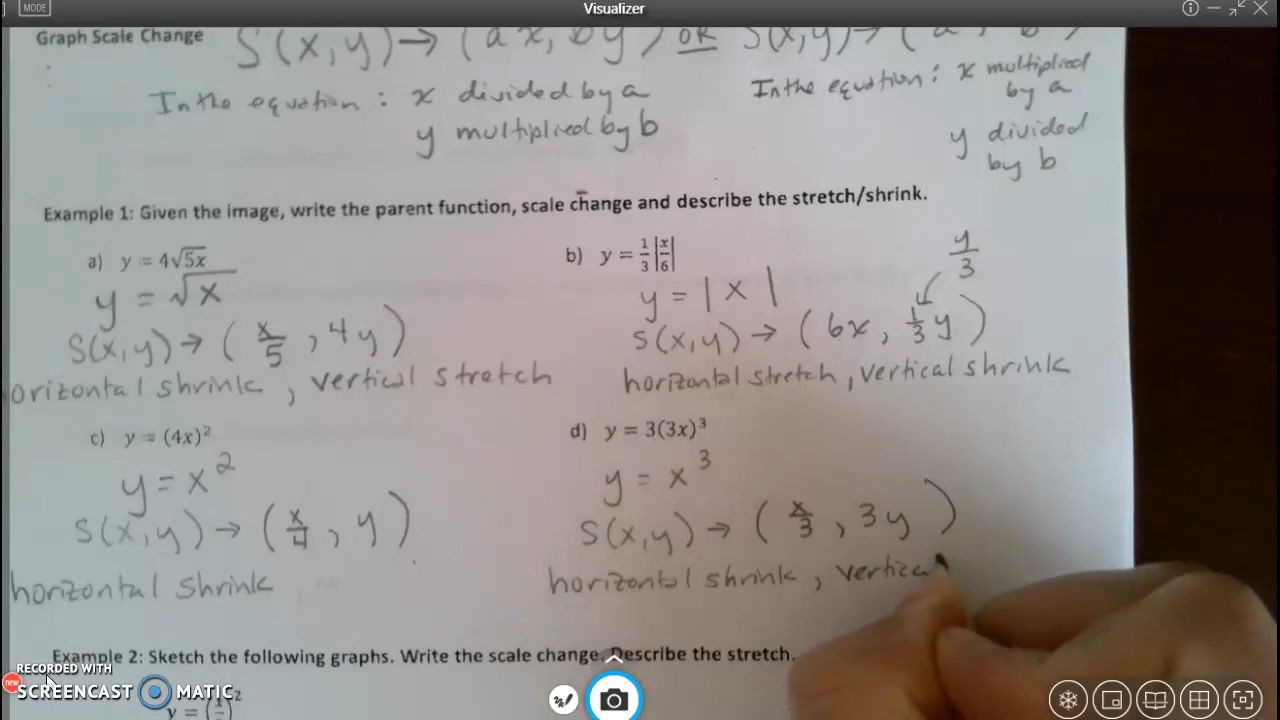 MODE
Visualizer
Graph Scale Change S(x,y)→(ax, by) OR S(x,y)→
In the equation: x divided by a
y multiplied by b
In the equation: x multiplied
by a
y divided
by b
Example 1: Given the image, write the parent function, scale change and describe the stretch/shrink.
a) y = 4√5x
y = √x
S(x,y)→( x/5 , 4y )
orizontal shrink, vertical stretch
b) y = 1/3|x/6|
y/3
y = |x|
S(x,y)→( 6x, 1/3 y )
horizontal stretch, vertical shrink
c) y = (4x)²
y = x²
S(x,y)→( x/4 , y )
horizontal shrink
d) y = 3(3x)³
y = x³
S(x,y)→( x/3 , 3y )
horizontal shrink, vertica
Example 2: Sketch the following graphs. Write the scale change. Describe the stretch.
RECORDED WITH
new
SCREENCAST MATIC